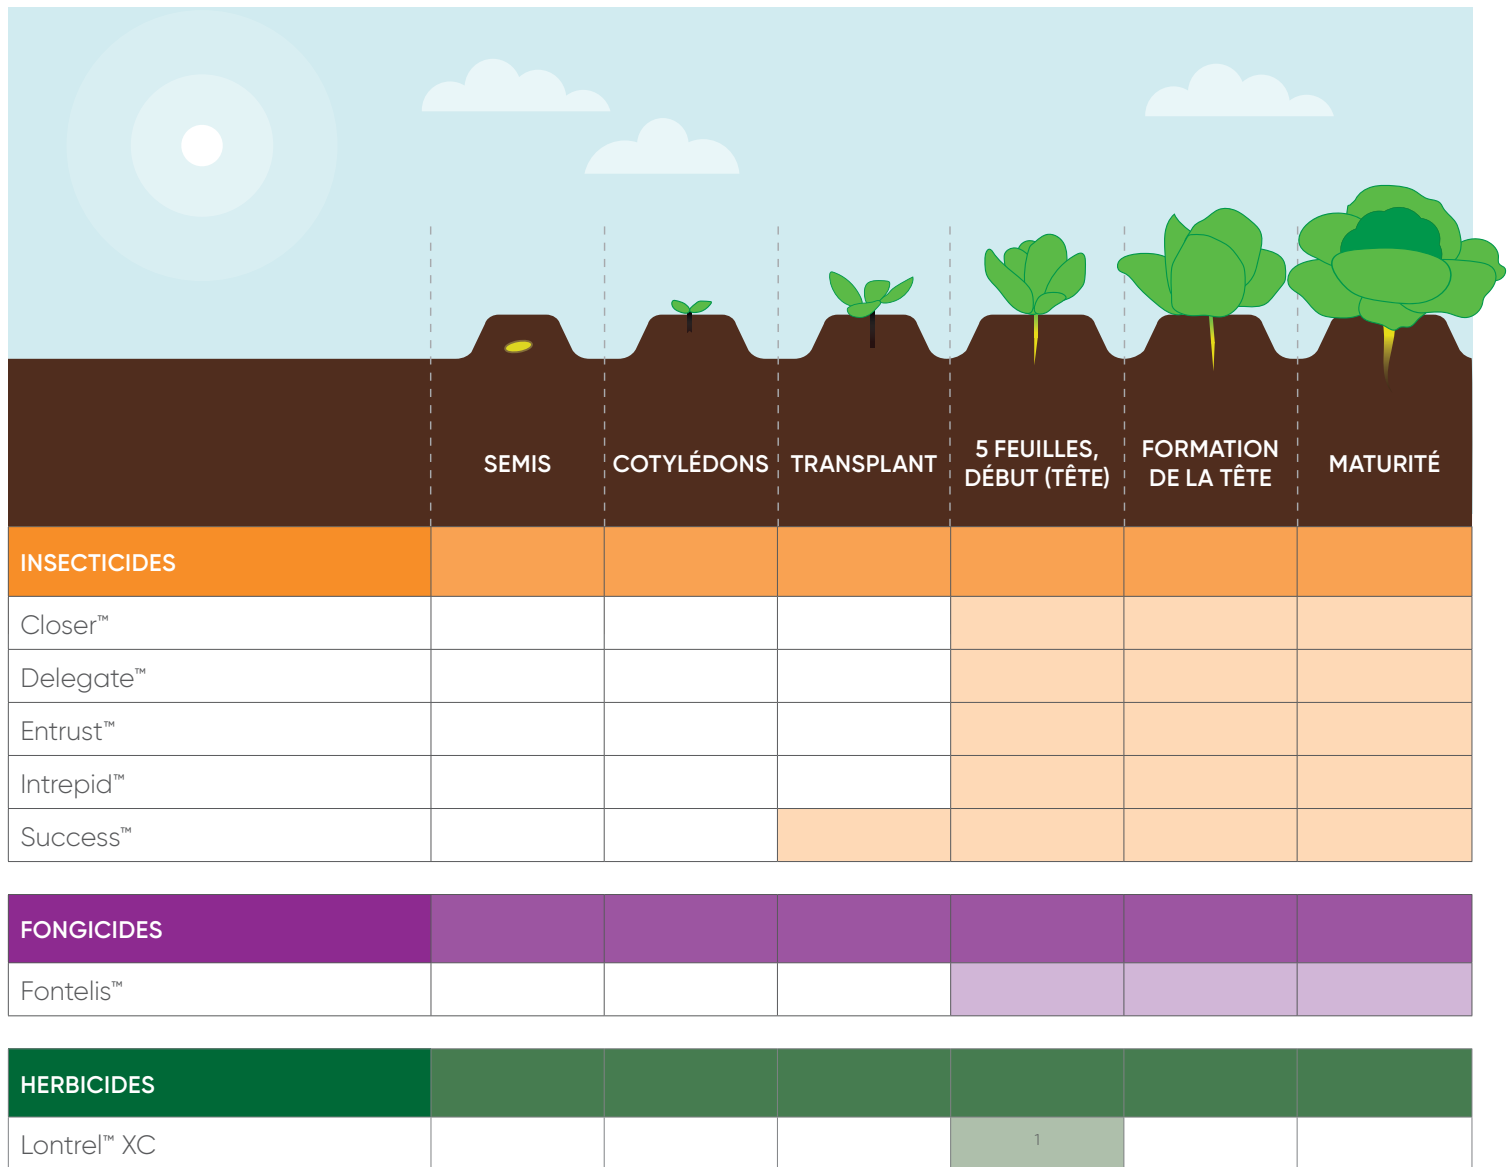 SEMIS
COTYLÉDONS
TRANSPLANT
5 FEUILLES,
DÉBUT (TÊTE)
FORMATION
DE LA TÊTE
MATURITÉ
INSECTICIDES
Closer™
Delegate™
Entrust™
Intrepid™
Success™
FONGICIDES
Fontelis™
HERBICIDES
Lontrel™ XC
1